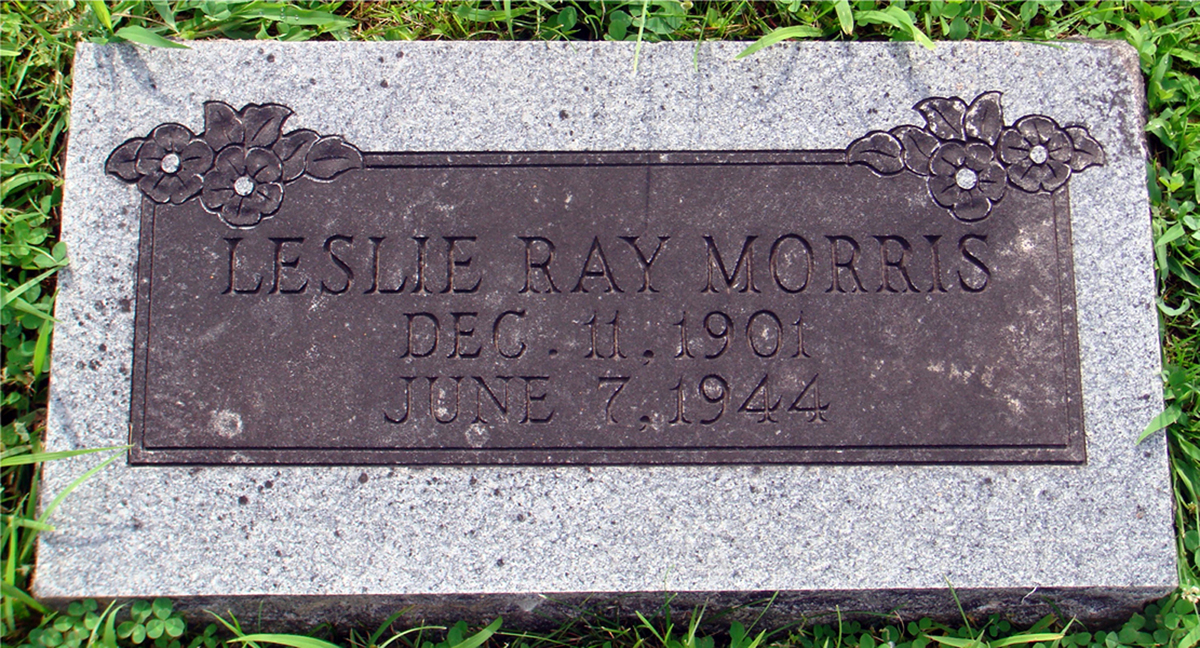 LESLIE RAY MORRIS
DEC. 11, 1901
JUNE 7, 1944